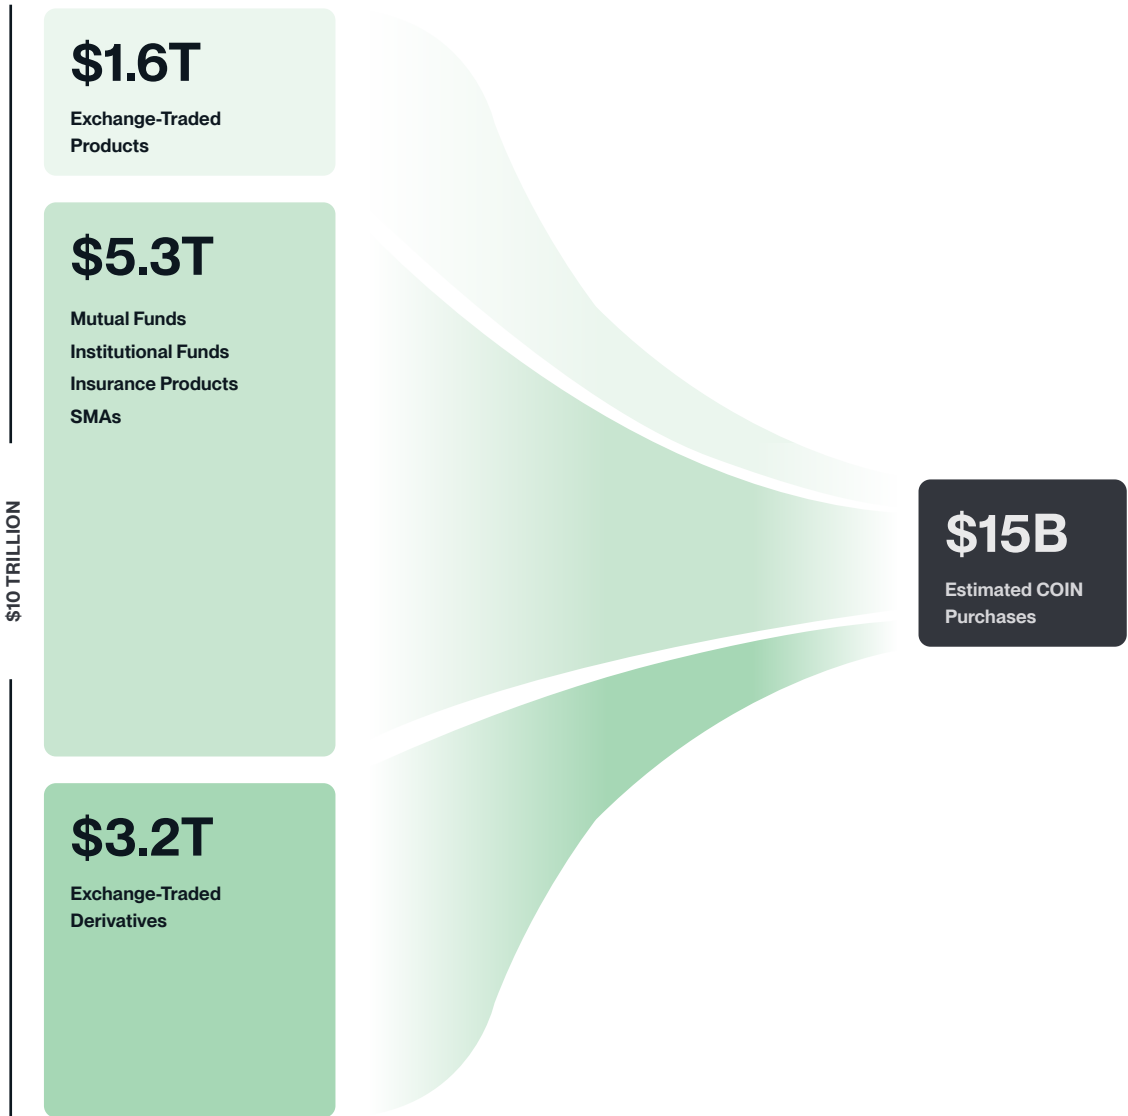 $10 TRILLION
$1.6T
Exchange-Traded
Products
$5.3T
Mutual Funds
Institutional Funds
Insurance Products
SMAs
$3.2T
Exchange-Traded
Derivatives
$15B
Estimated COIN
Purchases